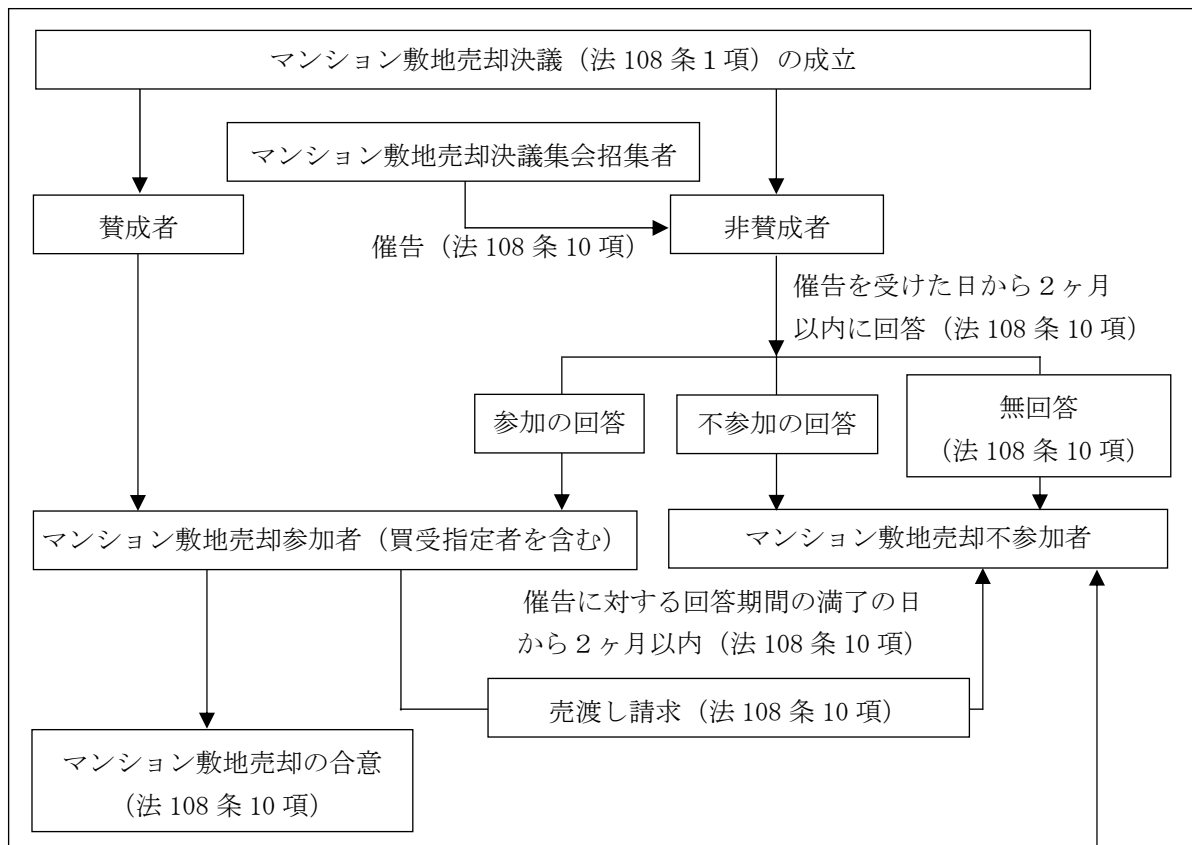 マンション敷地売却決議（法 108 条１項）の成立
マンション敷地売却決議集会招集者
賛成者
非賛成者
催告（法 108 条 10 項）
催告を受けた日から２ヶ月
以内に回答（法 108 条 10 項）
参加の回答
不参加の回答
無回答
（法 108 条 10 項）
マンション敷地売却参加者（買受指定者を含む）
マンション敷地売却不参加者
催告に対する回答期間の満了の日
から２ヶ月以内（法 108 条 10 項）
売渡し請求（法 108 条 10 項）
マンション敷地売却の合意
（法 108 条 10 項）